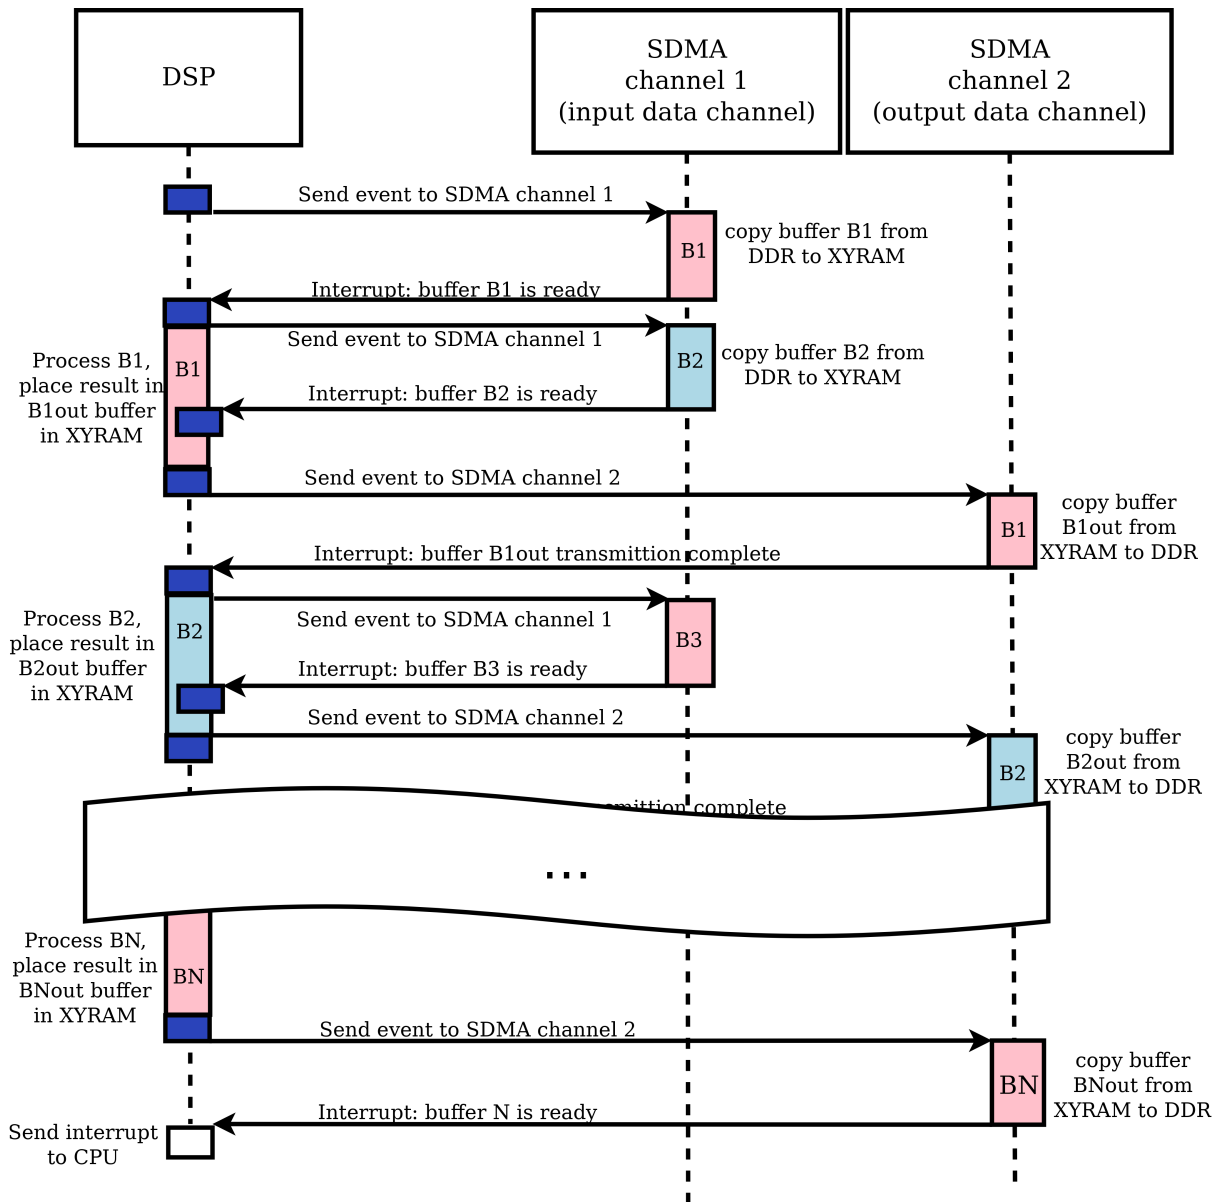 DSP
SDMA
channel 1
(input data channel)
SDMA
channel 2
(output data channel)
Send event to SDMA channel 1
B1
copy buffer B1 from
DDR to XYRAM
Interrupt: buffer B1 is ready
Send event to SDMA channel 1
Process B1,
place result in
B1out buffer
in XYRAM
B1
B2
copy buffer B2 from
DDR to XYRAM
Interrupt: buffer B2 is ready
Send event to SDMA channel 2
B1
copy buffer
B1out from
XYRAM to DDR
Interrupt: buffer B1out transmittion complete
Process B2,
place result in
B2out buffer
in XYRAM
B2
Send event to SDMA channel 1
B3
Interrupt: buffer B3 is ready
Send event to SDMA channel 2
B2
copy buffer
B2out from
XYRAM to DDR
complete
...
Process BN,
place result in
BNout buffer
in XYRAM
BN
Send event to SDMA channel 2
BN
copy buffer
BNout from
XYRAM to DDR
Interrupt: buffer N is ready
Send interrupt
to CPU